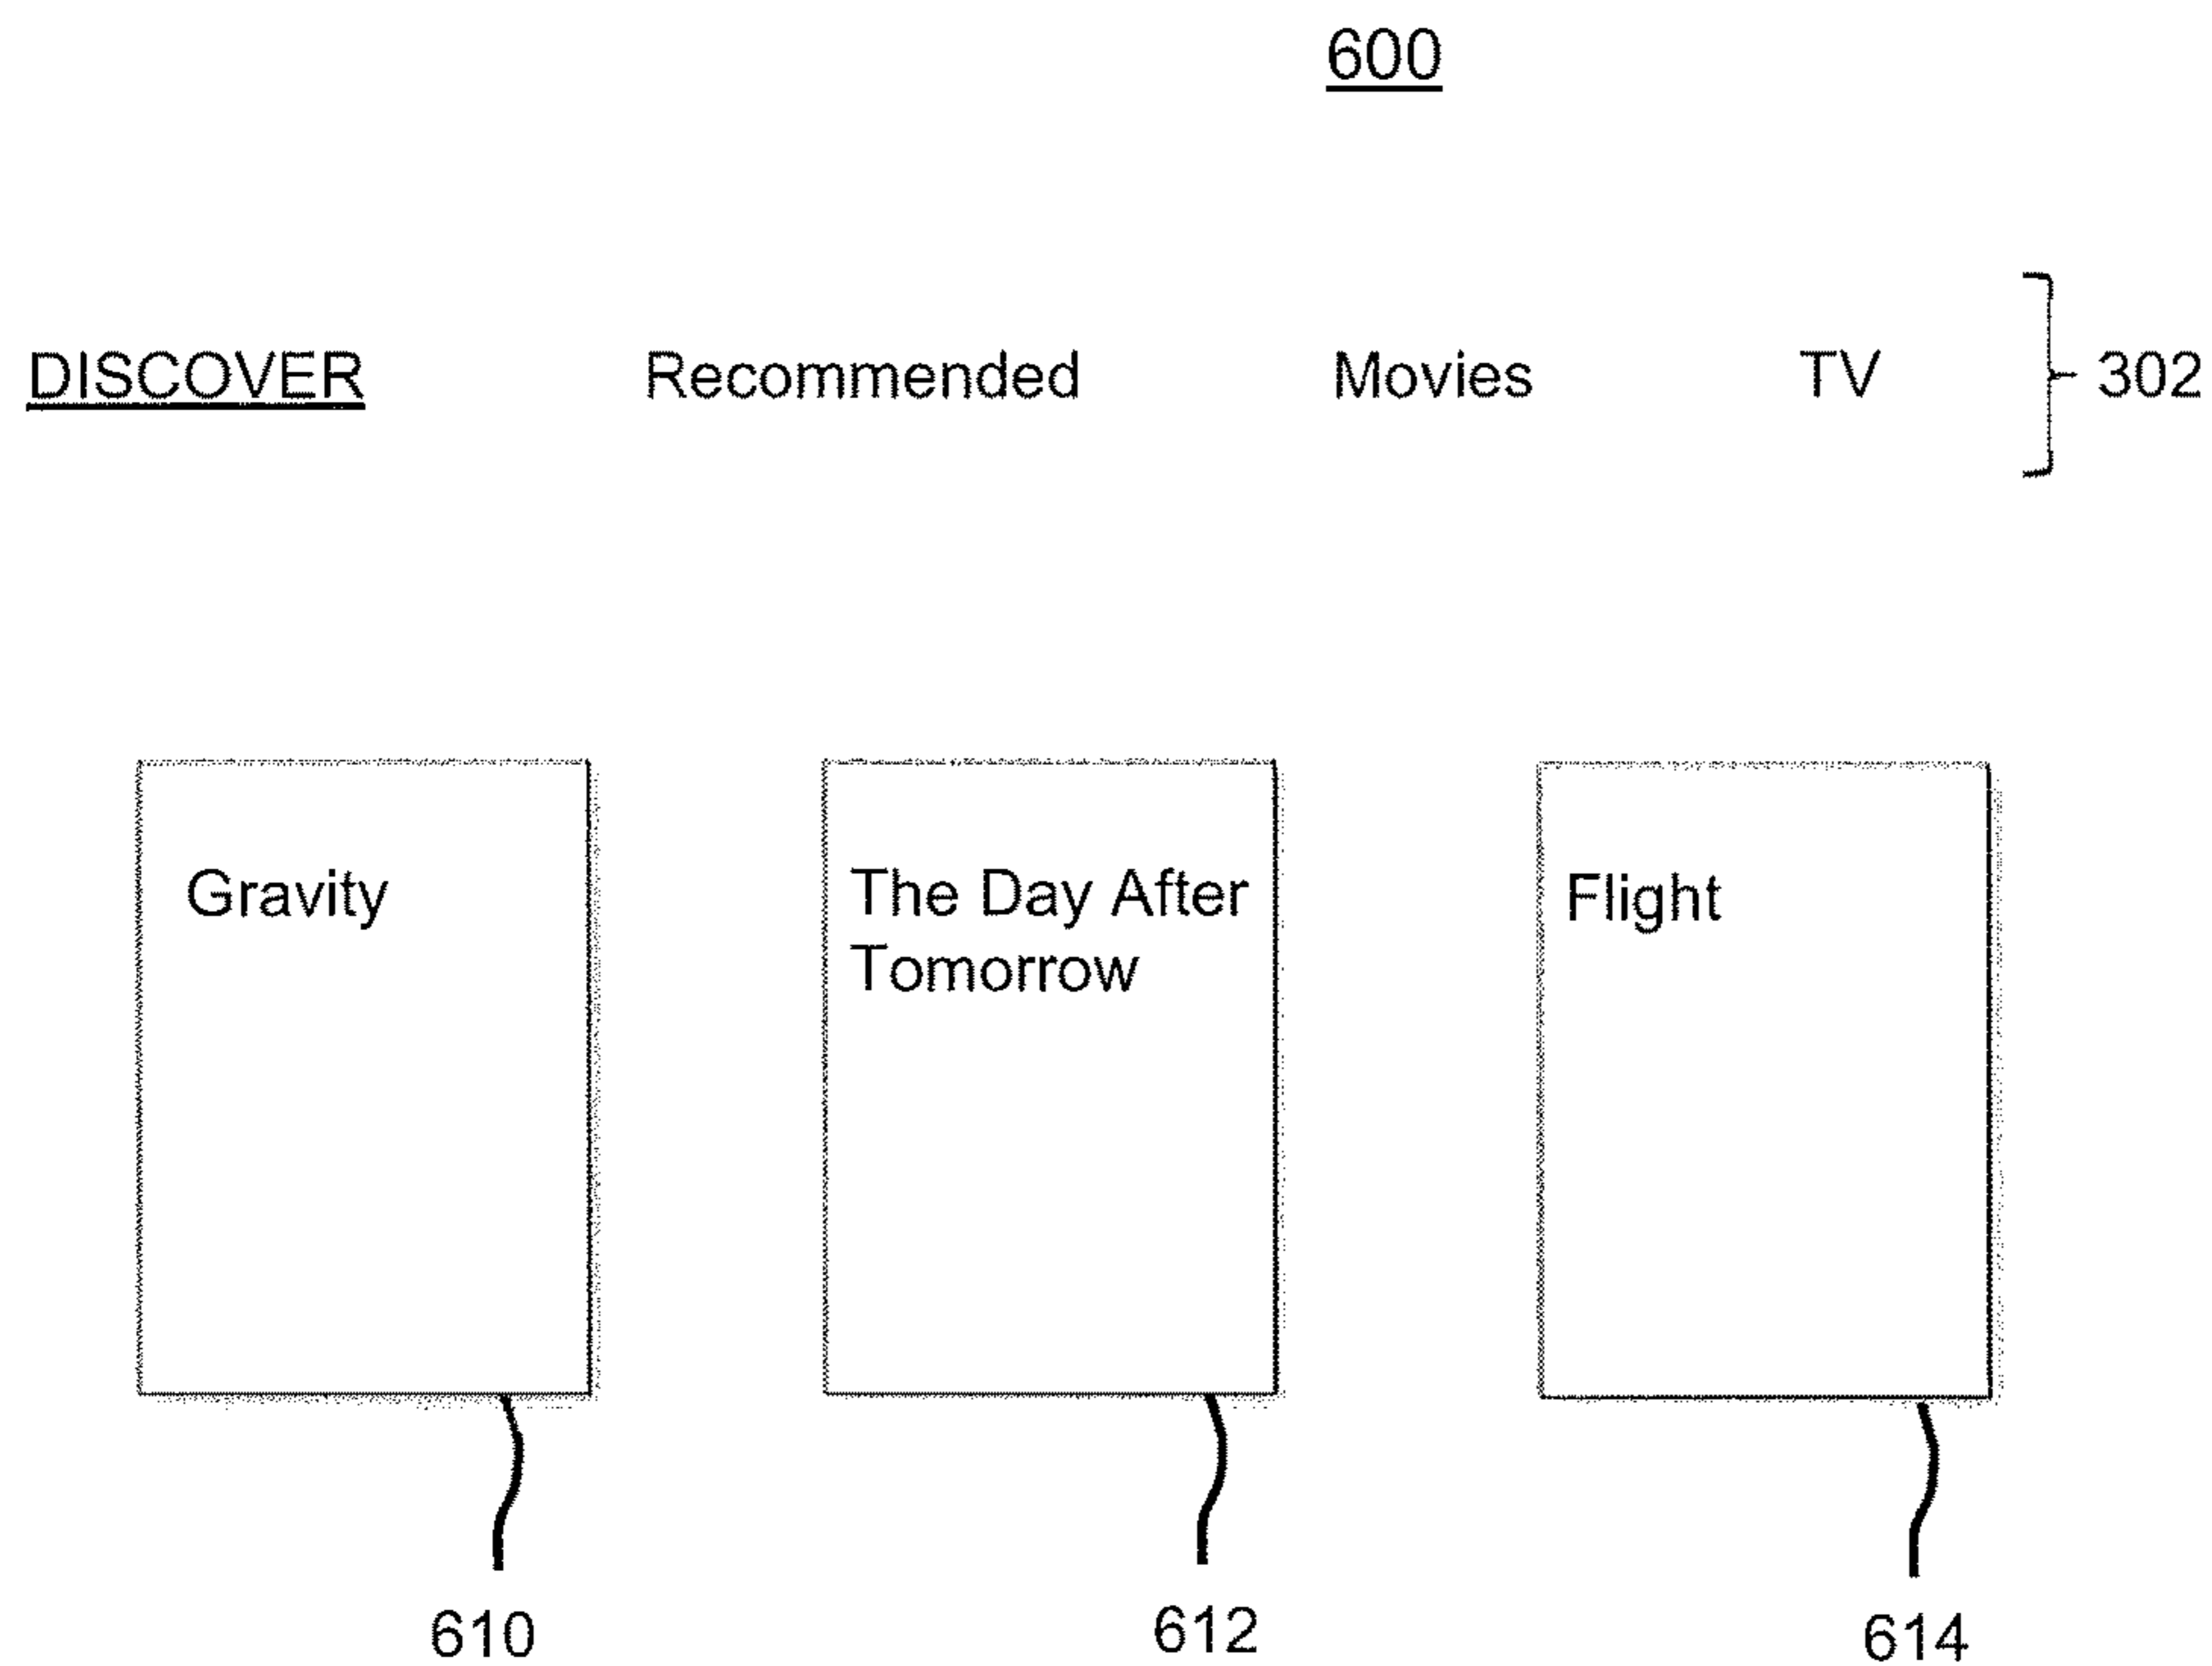 600
DISCOVER Recommended Movies TV 302
Gravity
The Day After
Tomorrow
Flight
610
612
614